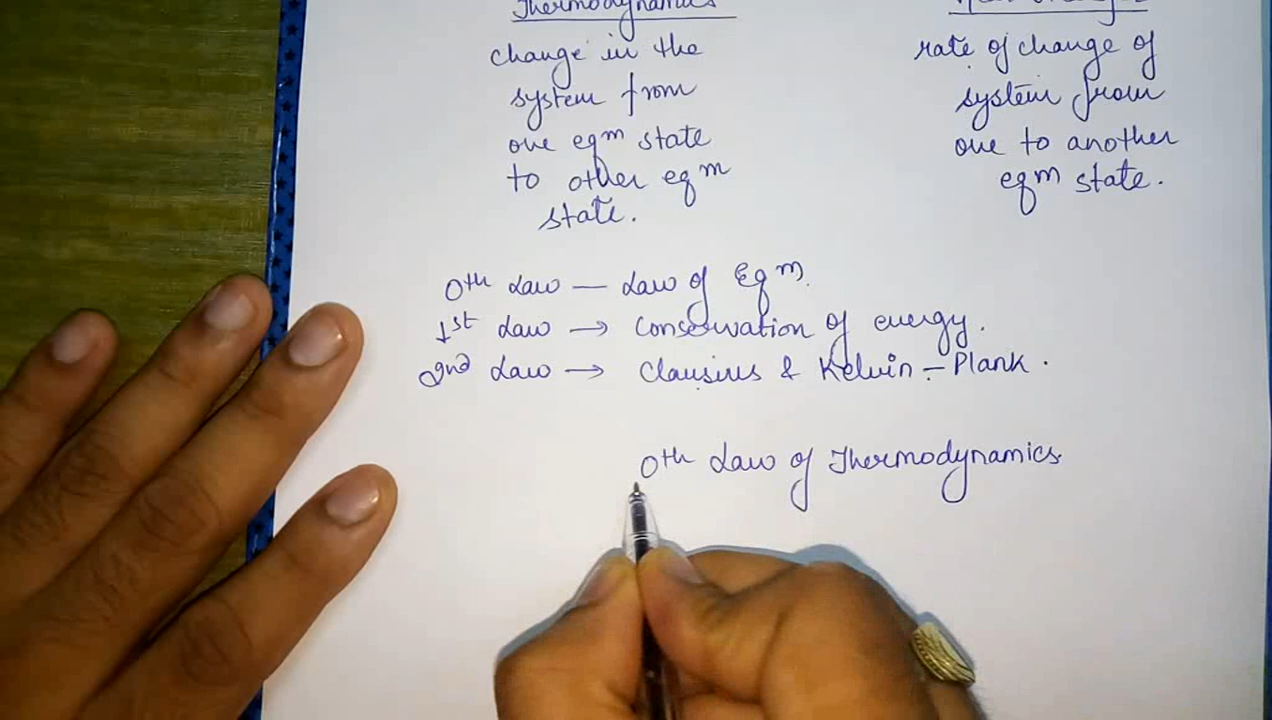 Thermodynamics
change in the
system from
one eqm state
to other eqm
state.
rate of change of
system from
one to another
eqm state.
0th Law — Law of Eqm.
1st Law → Conservation of energy.
2nd Law → Clausius & Kelvin – Plank.
0th Law of Thermodynamics